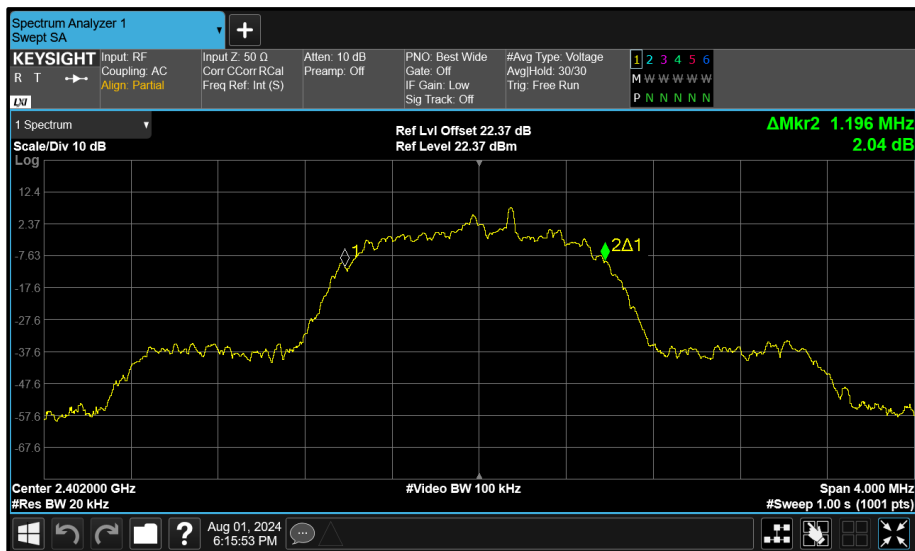 Spectrum Analyzer 1
Swept SA
+
KEYSIGHT
R T
LXI
Input: RF
Coupling: AC
Align: Partial
Input Z: 50 Ω
Corr CCorr RCal
Freq Ref: Int (S)
Atten: 10 dB
Preamp: Off
PNO: Best Wide
Gate: Off
IF Gain: Low
Sig Track: Off
#Avg Type: Voltage
Avg|Hold: 30/30
Trig: Free Run
1 2 3 4 5 6
M W W W W W
P N N N N N
1 Spectrum
Scale/Div 10 dB
Ref Lvl Offset 22.37 dB
Ref Level 22.37 dBm
ΔMkr2 1.196 MHz
2.04 dB
Log
12.4
2.37
-7.63
-17.6
-27.6
-37.6
-47.6
-57.6
-67.6
1
2Δ1
Center 2.402000 GHz
#Res BW 20 kHz
#Video BW 100 kHz
Span 4.000 MHz
#Sweep 1.00 s (1001 pts)
?
Aug 01, 2024
6:15:53 PM